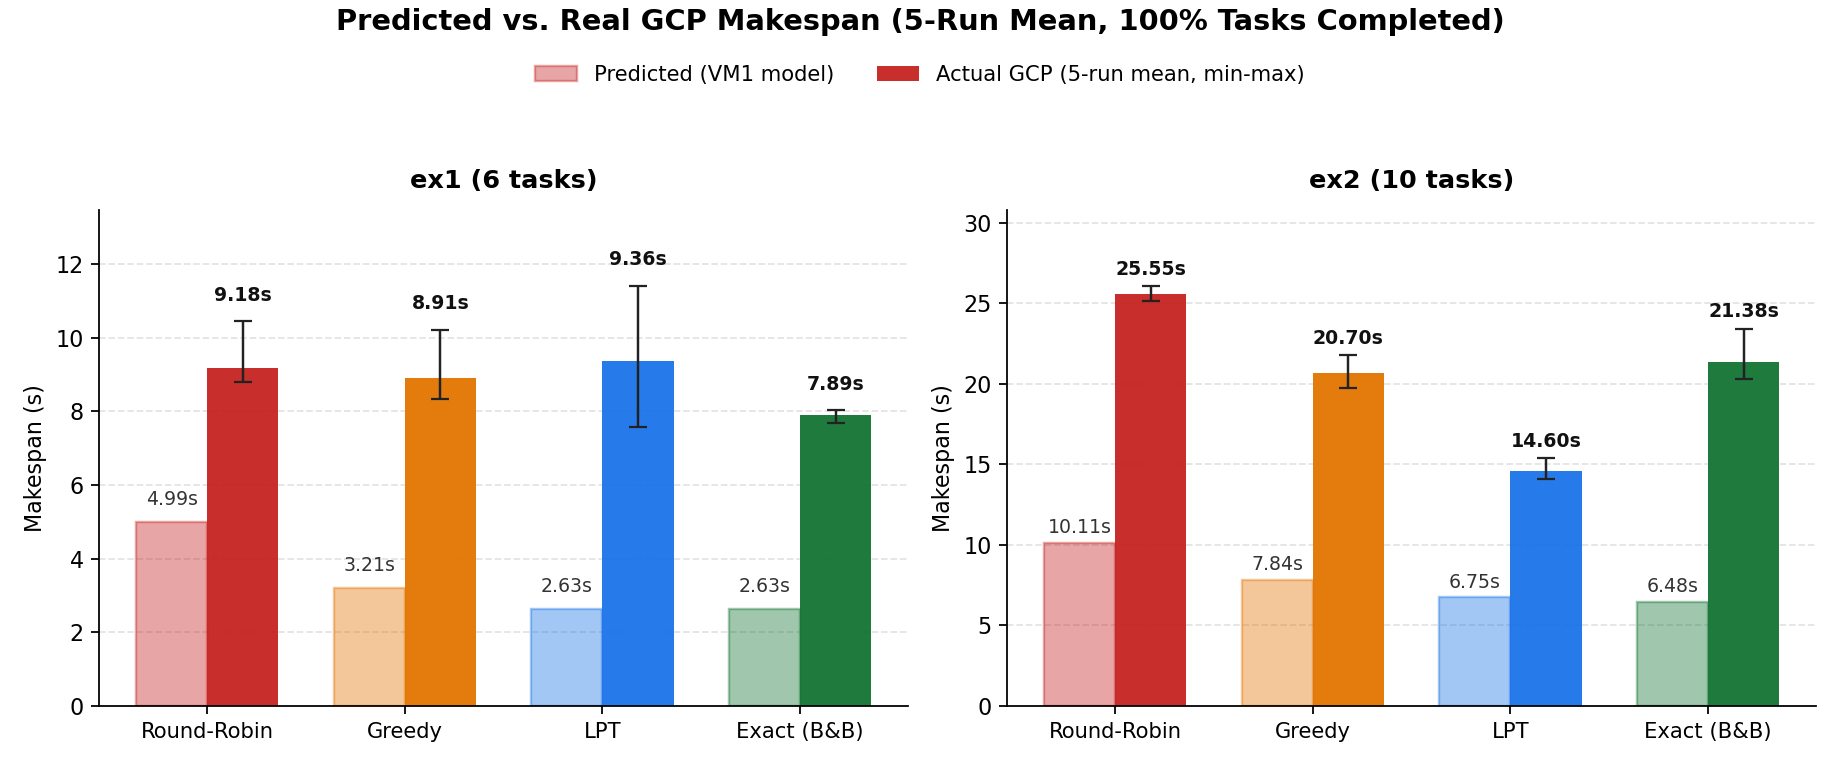 Predicted vs. Real GCP Makespan (5-Run Mean, 100% Tasks Completed)
Predicted (VM1 model)
Actual GCP (5-run mean, min-max)
ex1 (6 tasks)
Makespan (s)
12
10
8
6
4
2
0
4.99s
9.18s
3.21s
8.91s
2.63s
9.36s
2.63s
7.89s
Round-Robin
Greedy
LPT
Exact (B&B)
ex2 (10 tasks)
Makespan (s)
30
25
20
15
10
5
0
10.11s
25.55s
7.84s
20.70s
6.75s
14.60s
6.48s
21.38s
Round-Robin
Greedy
LPT
Exact (B&B)